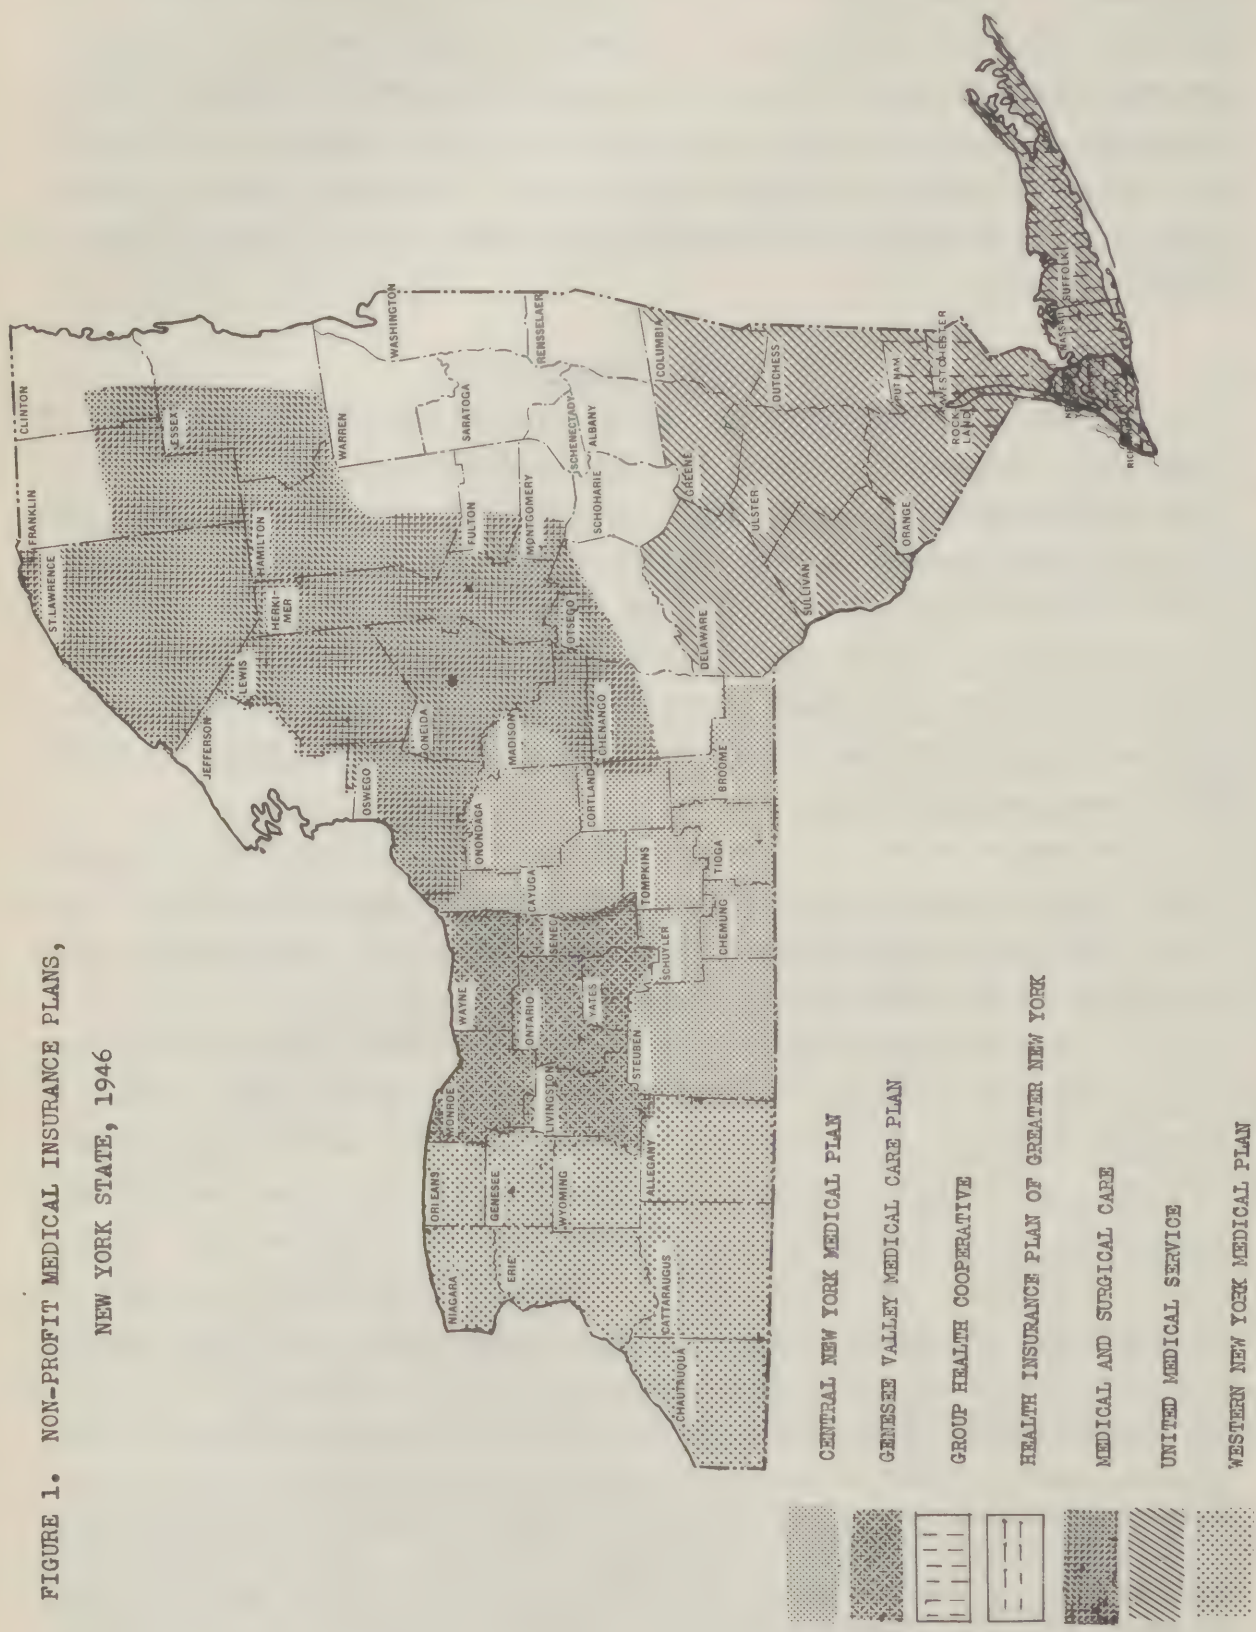 FIGURE 1. NON-PROFIT MEDICAL INSURANCE PLANS,
NEW YORK STATE, 1946
CLINTON
FRANKLIN
ST. LAWRENCE
ESSEX
HAMILTON
HERKI-
MER
LEWIS
JEFFERSON
WARREN
WASHINGTON
SARATOGA
FULTON
ONEIDA
OSWEGO
MONTGOMERY
SCHENECTADY
RENSSELAER
ALBANY
SCHOHARIE
OTSEGO
MADISON
ONONDAGA
CAYUGA
WAYNE
MONROE
ORLEANS
NIAGARA
GENESEE
ERIE
WYOMING
LIVINGSTON
ONTARIO
YATES
CORTLAND
CHENANGO
TOMPKINS
SCHUYLER
STEUBEN
ALLEGANY
CATTARAUGUS
CHAUTAUQUA
CHEMUNG
TIOGA
BROOME
DELAWARE
GREENE
COLUMBIA
ULSTER
DUTCHESS
SULLIVAN
ORANGE
PUTNAM
ROCK-
LAND
WESTCHESTER
SUFFOLK
CENTRAL NEW YORK MEDICAL PLAN
GENESEE VALLEY MEDICAL CARE PLAN
GROUP HEALTH COOPERATIVE
HEALTH INSURANCE PLAN OF GREATER NEW YORK
MEDICAL AND SURGICAL CARE
UNITED MEDICAL SERVICE
WESTERN NEW YORK MEDICAL PLAN